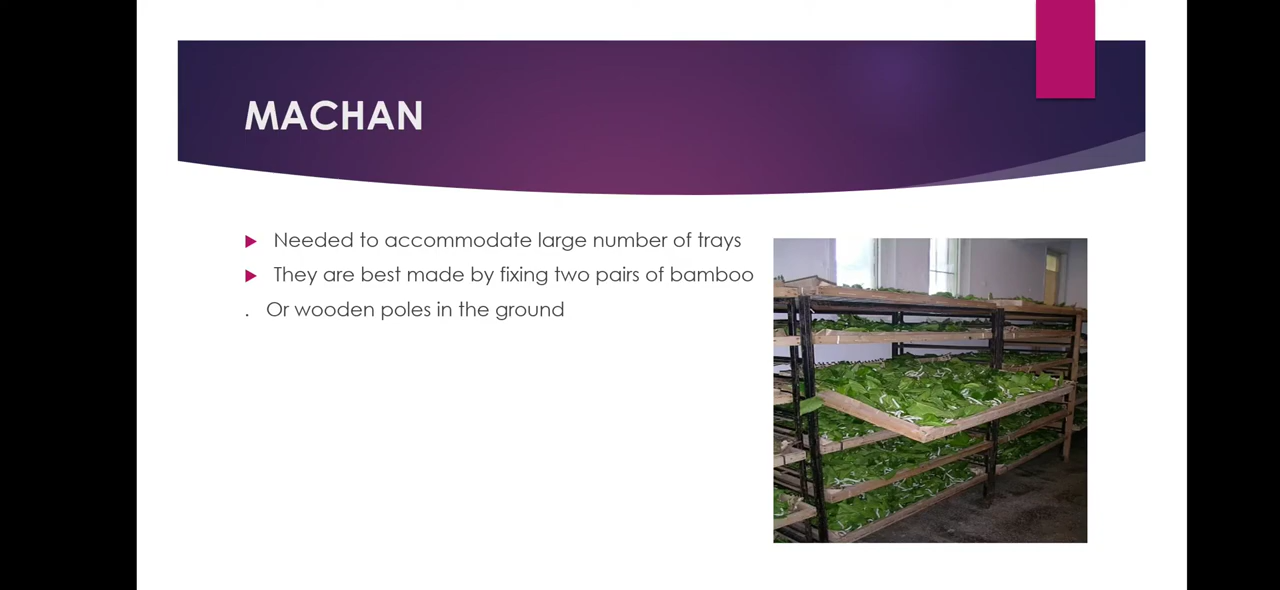 MACHAN
Needed to accommodate large number of trays
They are best made by fixing two pairs of bamboo
. Or wooden poles in the ground